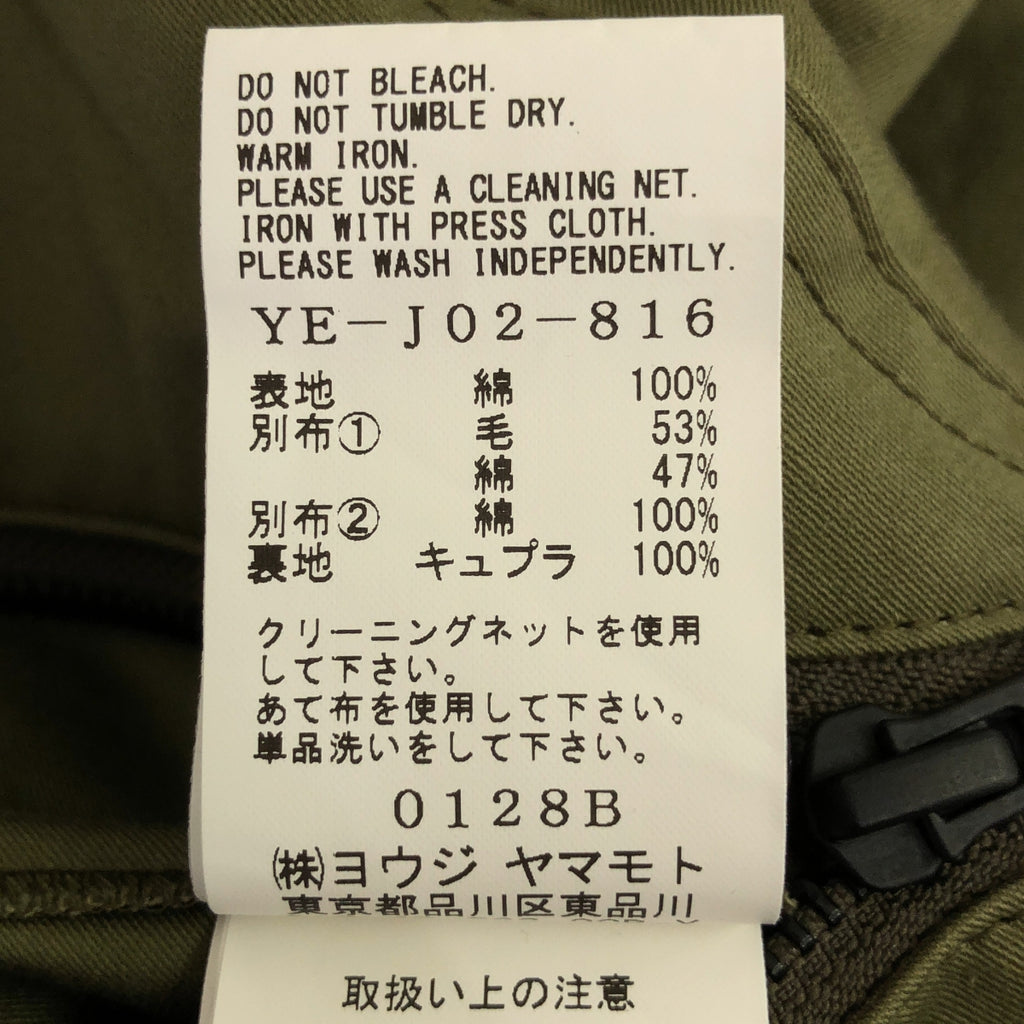 DO NOT BLEACH.
DO NOT TUMBLE DRY.
WARM IRON.
PLEASE USE A CLEANING NET.
IRON WITH PRESS CLOTH.
PLEASE WASH INDEPENDENTLY.
YE-J02-816
表地 綿 100%
別布① 毛 53%
綿 47%
別布② 綿 100%
裏地 キュプラ 100%
クリーニングネットを使用
して下さい。
あて布を使用して下さい。
単品洗いをして下さい。
0128B
㈱ヨウジ ヤマモト
東京都品川区東品川
取扱い上の注意